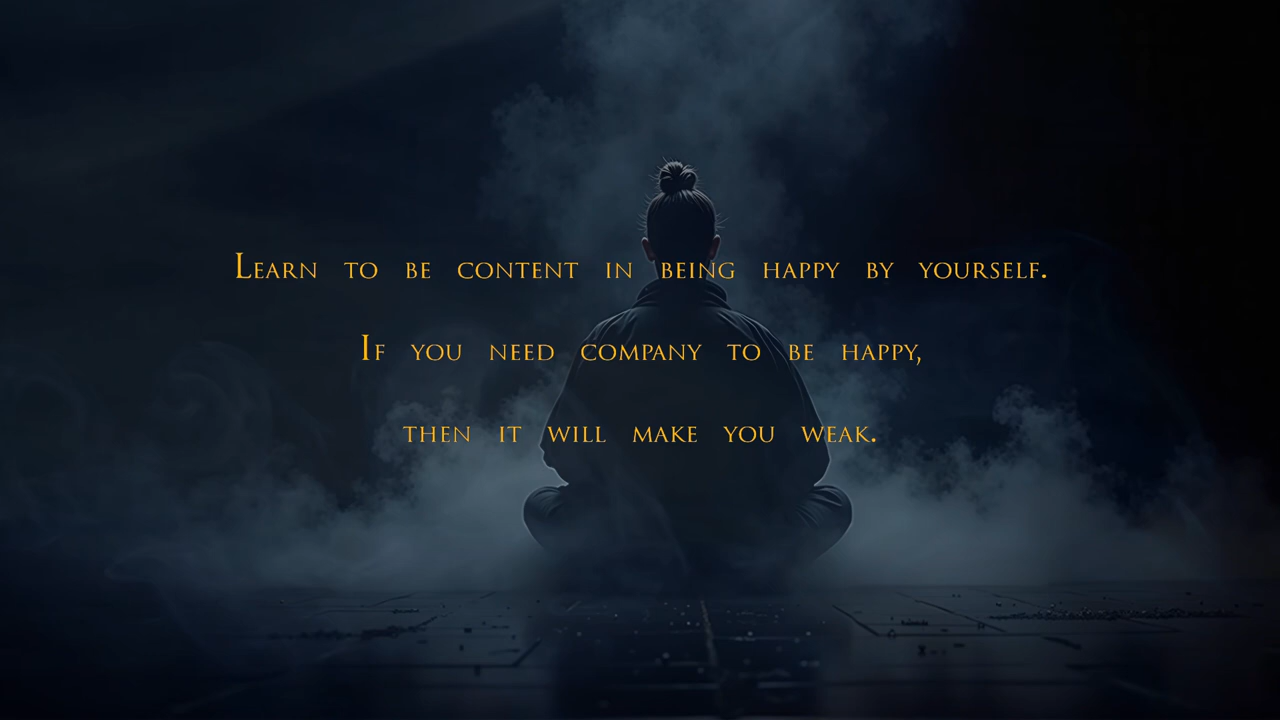 Learn to be content in being happy by yourself.
If you need company to be happy,
then it will make you weak.